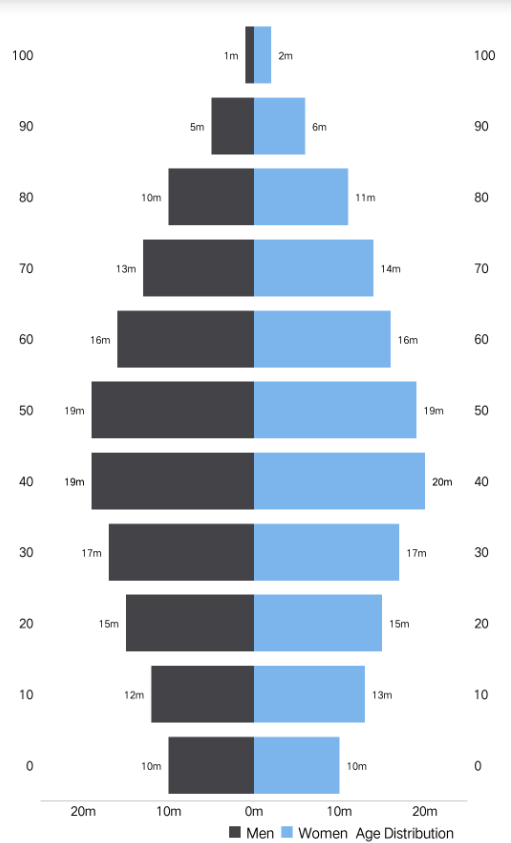 100 1m 2m 100
90 5m 6m 90
80 10m 11m 80
70 13m 14m 70
60 16m 16m 60
50 19m 19m 50
40 19m 20m 40
30 17m 17m 30
20 15m 15m 20
10 12m 13m 10
0 10m 10m 0
20m 10m 0m 10m 20m
Men Women Age Distribution